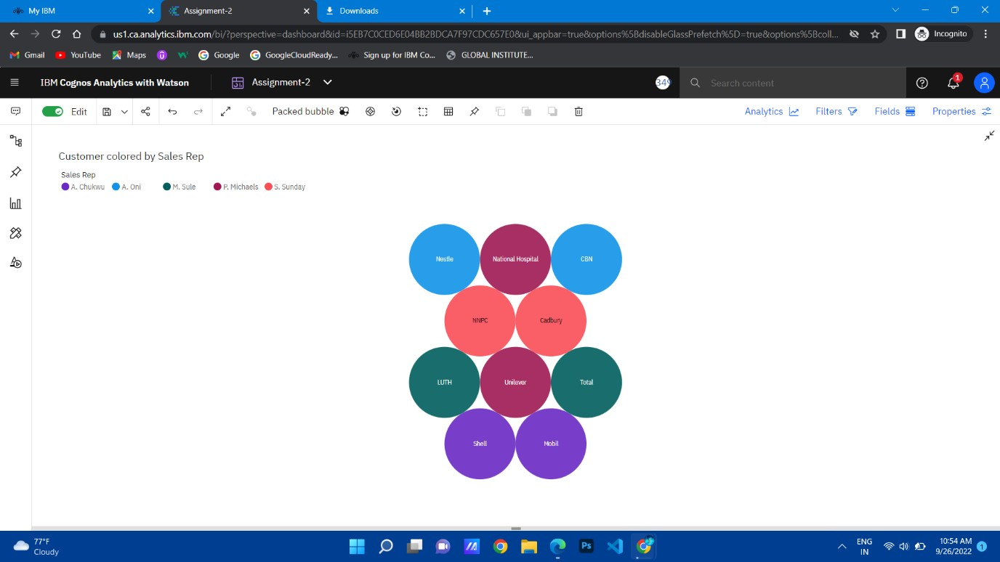 My IBM
Assignment-2
Downloads
us1.ca.analytics.ibm.com/bi/?perspective=dashboard&id=i5EB7C0CED6E04BB2BDCA7F97CDC657E0&ui_appbar=true&options%5BdisableGlassPrefetch%5D=true&options%5Bcoll...
Incognito
Gmail YouTube Maps Google GoogleCloudReady... Sign up for IBM Co... GLOBAL INSTITUTE...
IBM Cognos Analytics with Watson Assignment-2 349 Search content 1
Edit Packed bubble Analytics Filters Fields Properties
Customer colored by Sales Rep
Sales Rep
A. Chukwu A. Oni M. Sule P. Michaels S. Sunday
Nestle National Hospital CBN
NNPC Cadbury
LUTH Unilever Total
Shell Mobil
77°F
Cloudy
Ps
ENG
IN
10:54 AM
9/26/2022
1